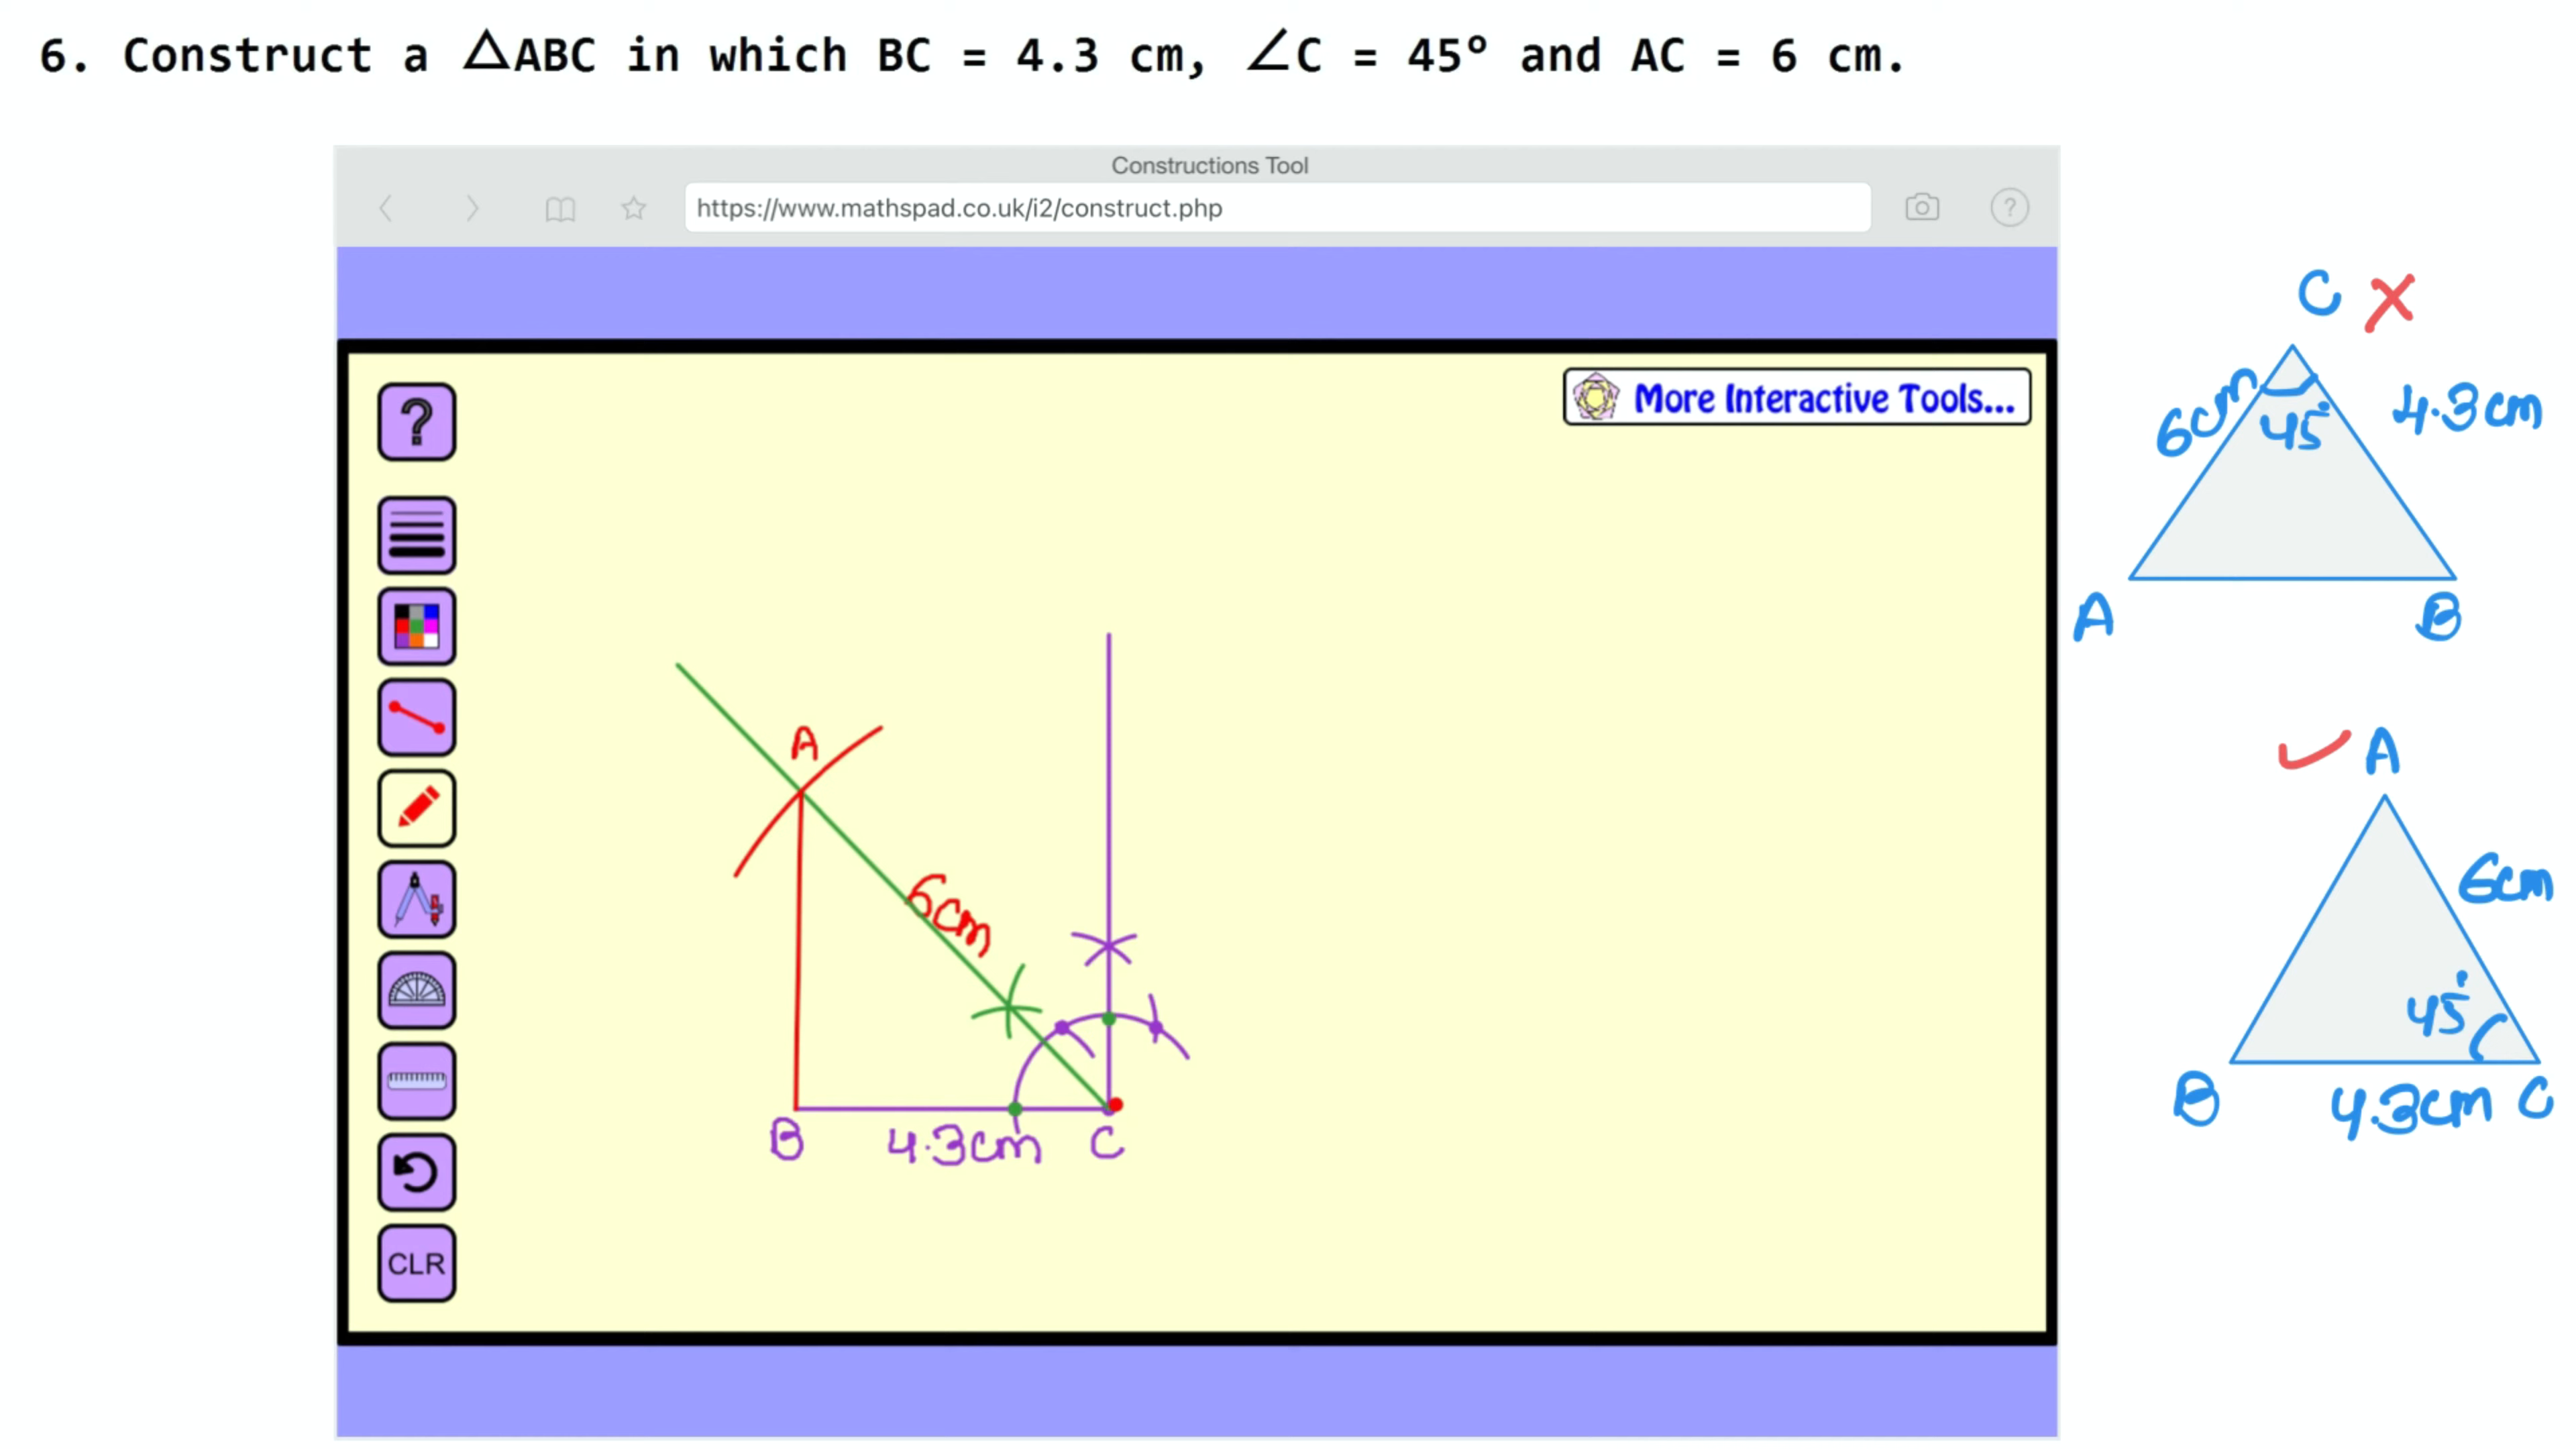 6. Construct a △ABC in which BC = 4.3 cm, ∠C = 45° and AC = 6 cm.
Constructions Tool
https://www.mathspad.co.uk/i2/construct.php
?
?
More Interactive Tools...
CLR
A
6cm
B
4.3cm
C
C
6cm
45°
4.3cm
A
B
A
6cm
45°
B
4.3cm
C